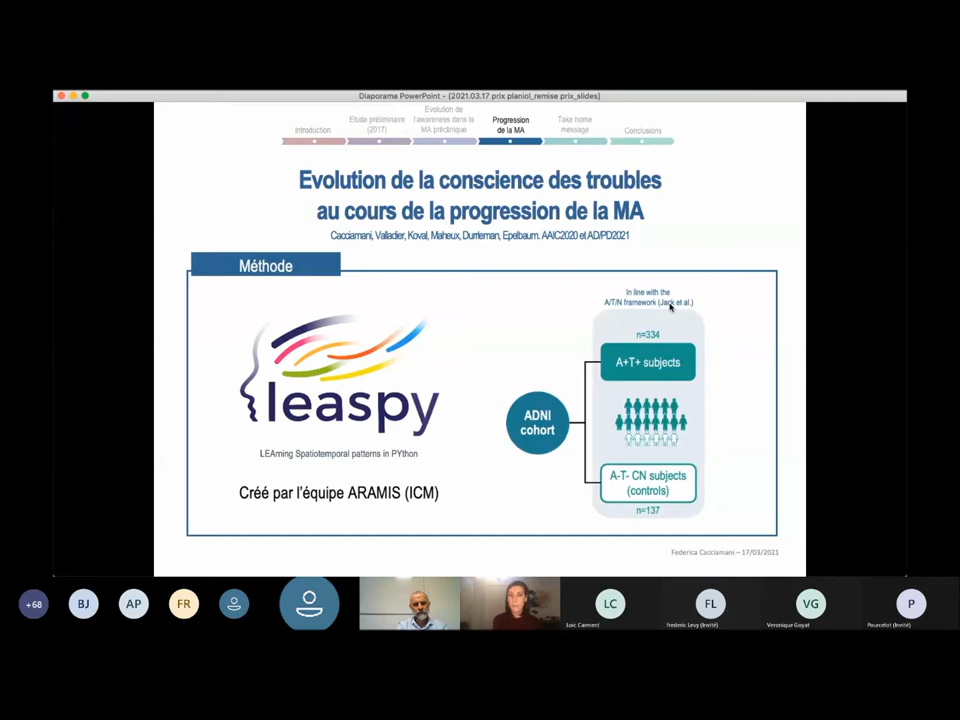 Diaporama PowerPoint - [2021.03.17 prix planiol_remise prix_slides]
Introduction
Etude préliminaire
(2017)
Evolution de
l'awareness dans la
MA préclinique
Progression
de la MA
Take home
message
Conclusions
Evolution de la conscience des troubles
au cours de la progression de la MA
Cacciamani, Valladier, Koval, Maheux, Durrleman, Epelbaum. AAIC2020 et AD/PD2021
Méthode
leaspy
LEArning Spatiotemporal patterns in PYthon
Créé par l'équipe ARAMIS (ICM)
ADNI
cohort
In line with the
A/T/N framework (Jack et al.)
n=334
A+T+ subjects
A-T- CN subjects
(controls)
n=137
Federica Cacciamani – 17/03/2021
+68
BJ
AP
FR
LC
Loic Carment
FL
frederic Levy (Invité)
VG
Veronique Goyat
P
Pourcelot (Invité)